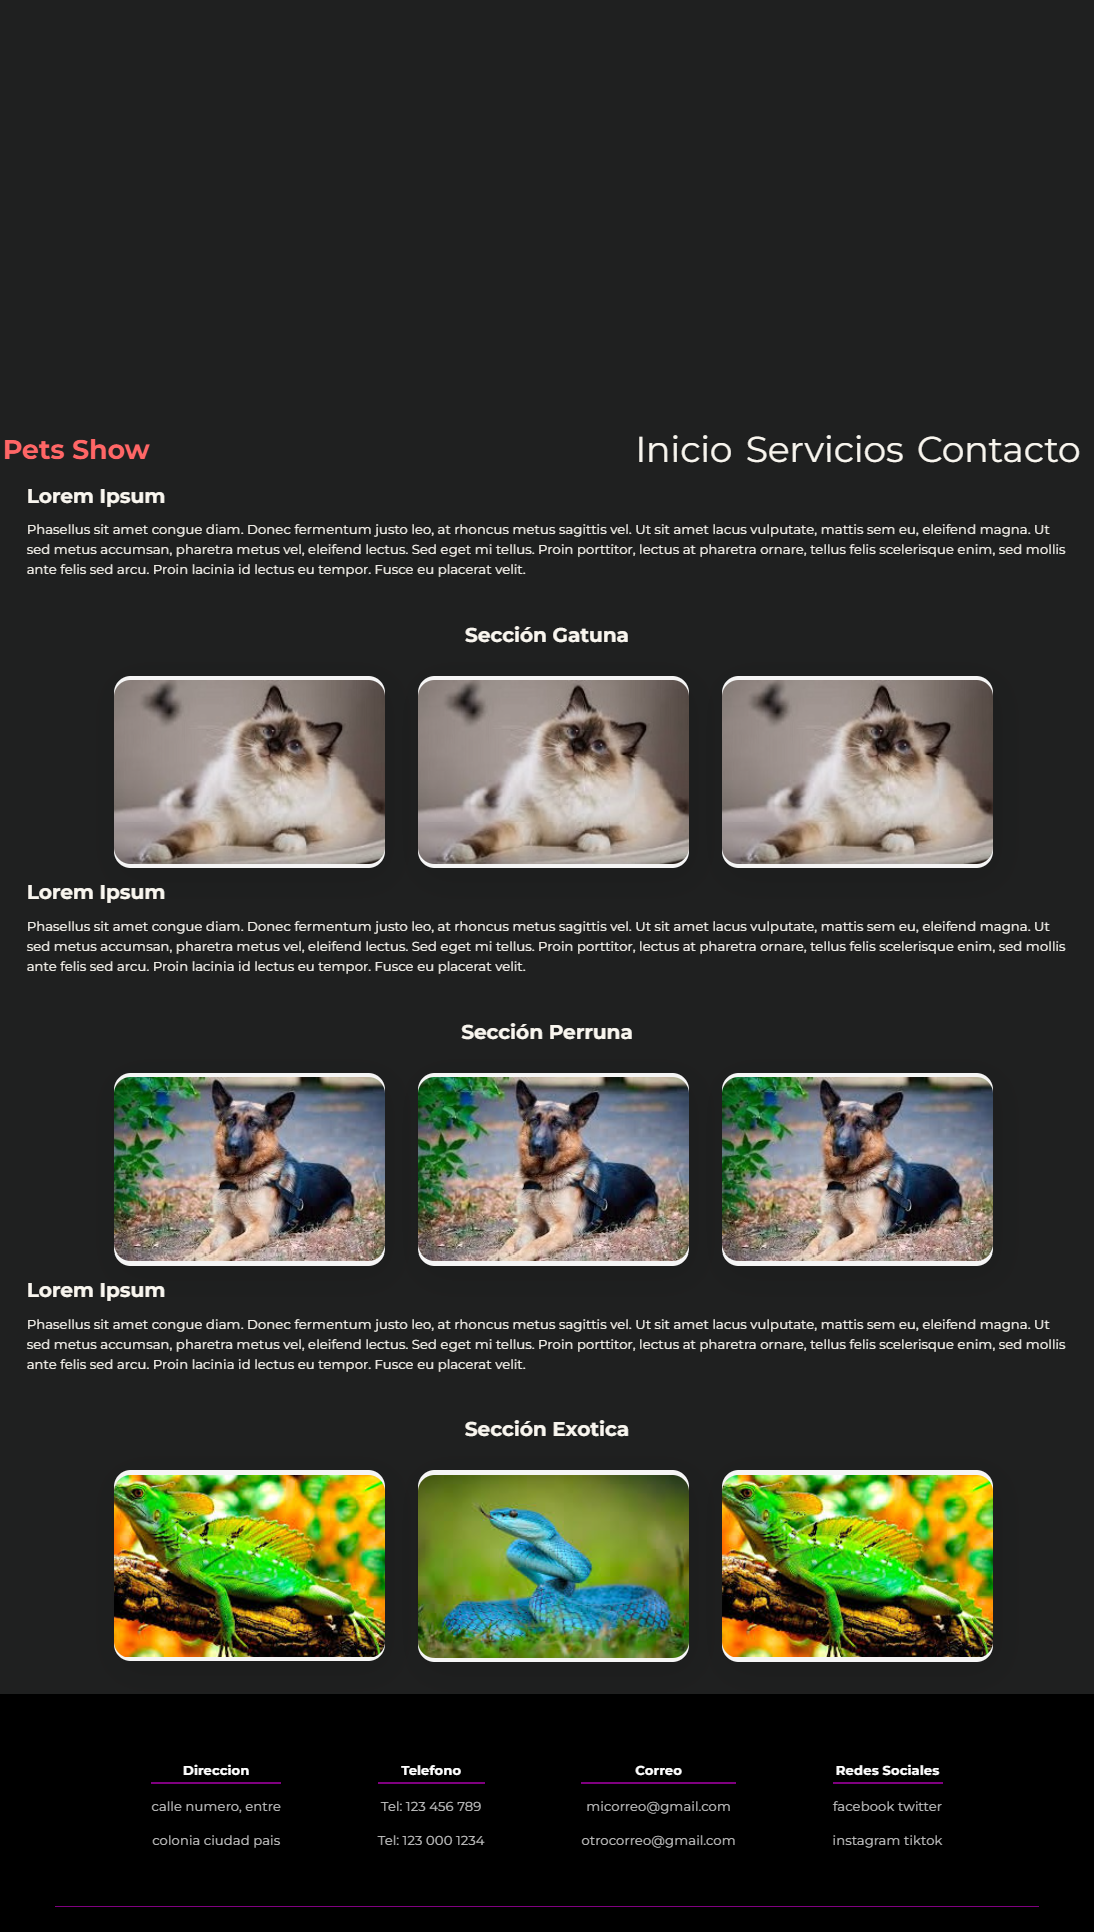 Pets Show
Inicio Servicios Contacto
Lorem Ipsum
Phasellus sit amet congue diam. Donec fermentum justo leo, at rhoncus metus sagittis vel. Ut sit amet lacus vulputate, mattis sem eu, eleifend magna. Ut
sed metus accumsan, pharetra metus vel, eleifend lectus. Sed eget mi tellus. Proin porttitor, lectus at pharetra ornare, tellus felis scelerisque enim, sed mollis
ante felis sed arcu. Proin lacinia id lectus eu tempor. Fusce eu placerat velit.
Sección Gatuna
Lorem Ipsum
Phasellus sit amet congue diam. Donec fermentum justo leo, at rhoncus metus sagittis vel. Ut sit amet lacus vulputate, mattis sem eu, eleifend magna. Ut
sed metus accumsan, pharetra metus vel, eleifend lectus. Sed eget mi tellus. Proin porttitor, lectus at pharetra ornare, tellus felis scelerisque enim, sed mollis
ante felis sed arcu. Proin lacinia id lectus eu tempor. Fusce eu placerat velit.
Sección Perruna
Lorem Ipsum
Phasellus sit amet congue diam. Donec fermentum justo leo, at rhoncus metus sagittis vel. Ut sit amet lacus vulputate, mattis sem eu, eleifend magna. Ut
sed metus accumsan, pharetra metus vel, eleifend lectus. Sed eget mi tellus. Proin porttitor, lectus at pharetra ornare, tellus felis scelerisque enim, sed mollis
ante felis sed arcu. Proin lacinia id lectus eu tempor. Fusce eu placerat velit.
Sección Exotica
Direccion
calle numero, entre
colonia ciudad pais
Telefono
Tel: 123 456 789
Tel: 123 000 1234
Correo
micorreo@gmail.com
otrocorreo@gmail.com
Redes Sociales
facebook twitter
instagram tiktok